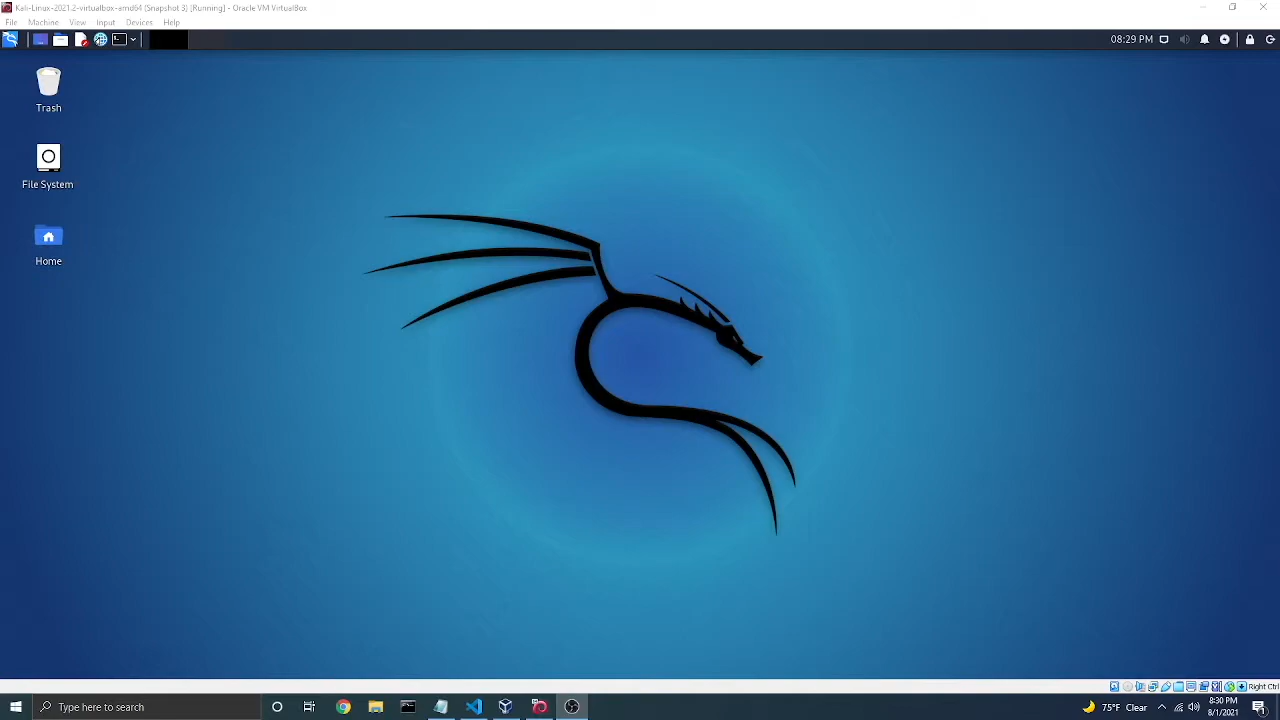 Kali-Linux-2021.2-virtualbox-amd64 (Snapshot 3) [Running] - Oracle VM VirtualBox
File Machine View Input Devices Help
08:29 PM
Trash
File System
Home
Right Ctrl
Type here to search
75°F Clear
8:30 PM
9/1/2021